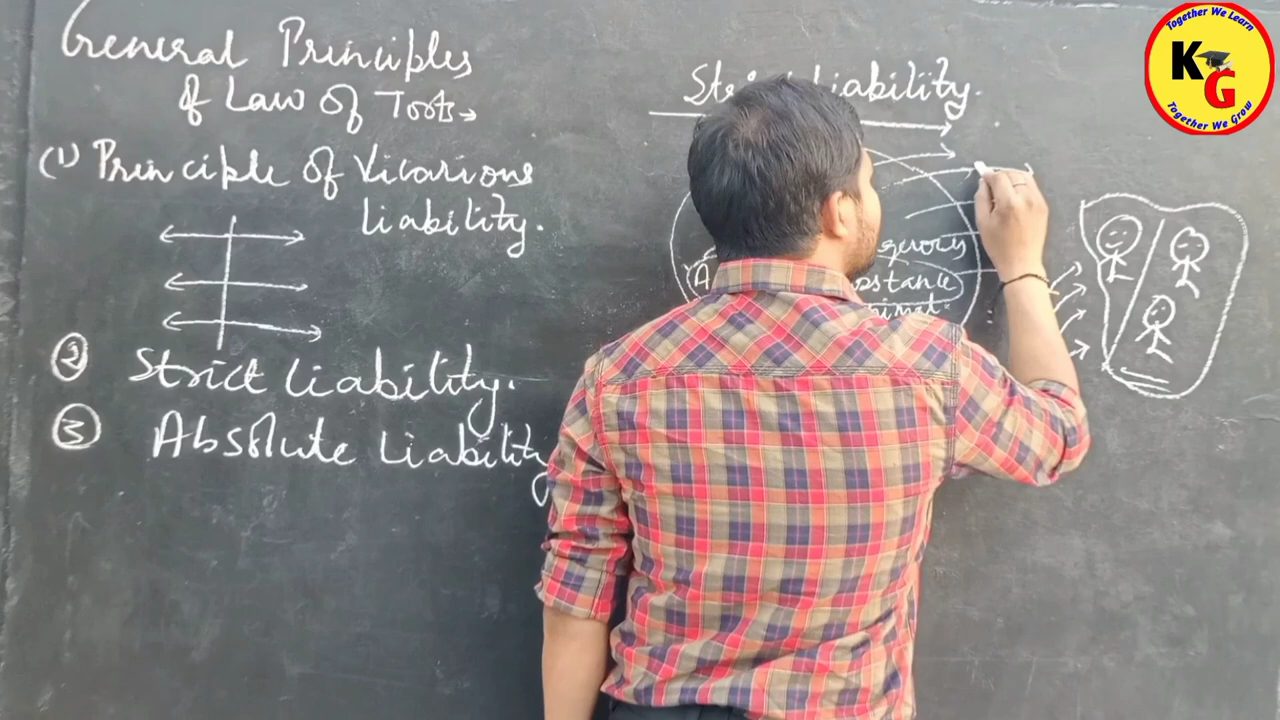 General Principles
of Law of Torts
(1) Principle of Vicarious
liability.
② Strict liability.
③ Absolute Liability
Liability.
(A
Together We Learn
KG
Together We Grow